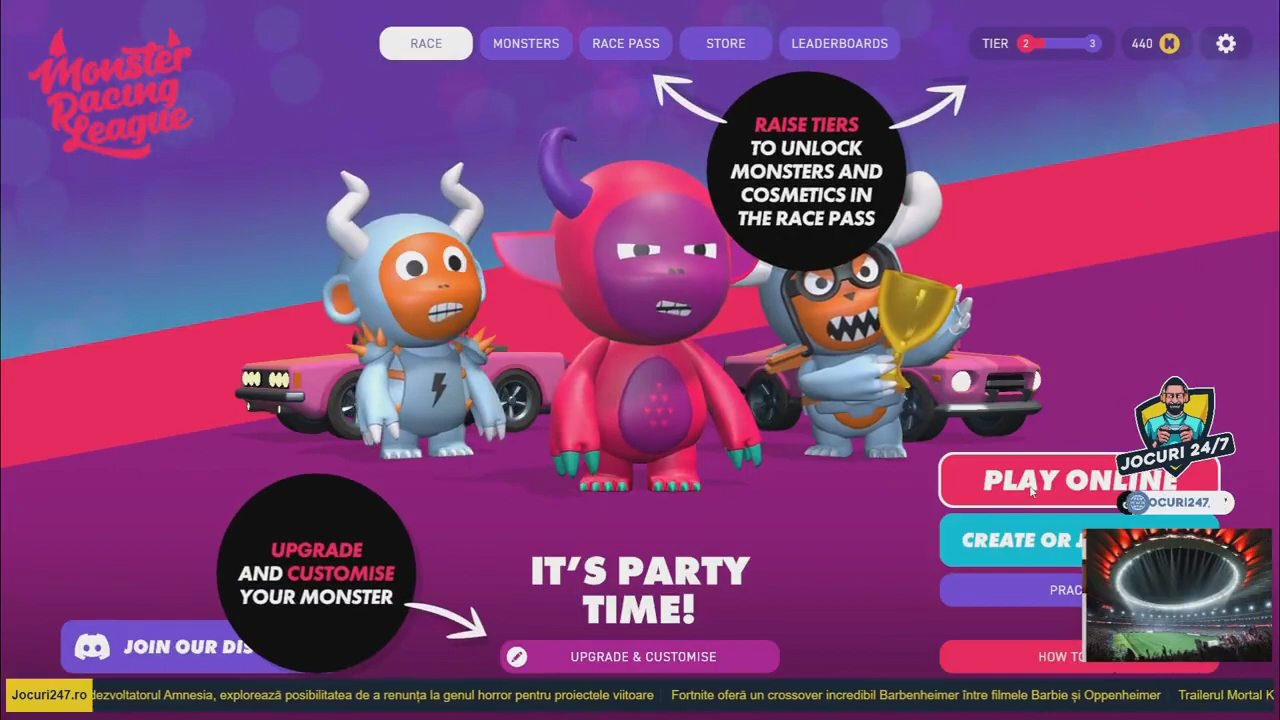 Monster
Racing
League
RACE
MONSTERS
RACE PASS
STORE
LEADERBOARDS
TIER 2 3
440
RAISE TIERS
TO UNLOCK
MONSTERS AND
COSMETICS IN
THE RACE PASS
PLAY ONLINE
JOCURI 24/7
JOCURI247.
CREATE OR
UPGRADE
AND CUSTOMISE
YOUR MONSTER
IT'S PARTY
TIME!
JOIN OUR
UPGRADE & CUSTOMISE
HOW TO
Jocuri247.ro
dezvoltatorul Amnesia, explorează posibilitatea de a renunța la genul horror pentru proiectele viitoare
Fortnite oferă un crossover incredibil Barbenheimer între filmele Barbie și Oppenheimer
Trailerul Mortal K